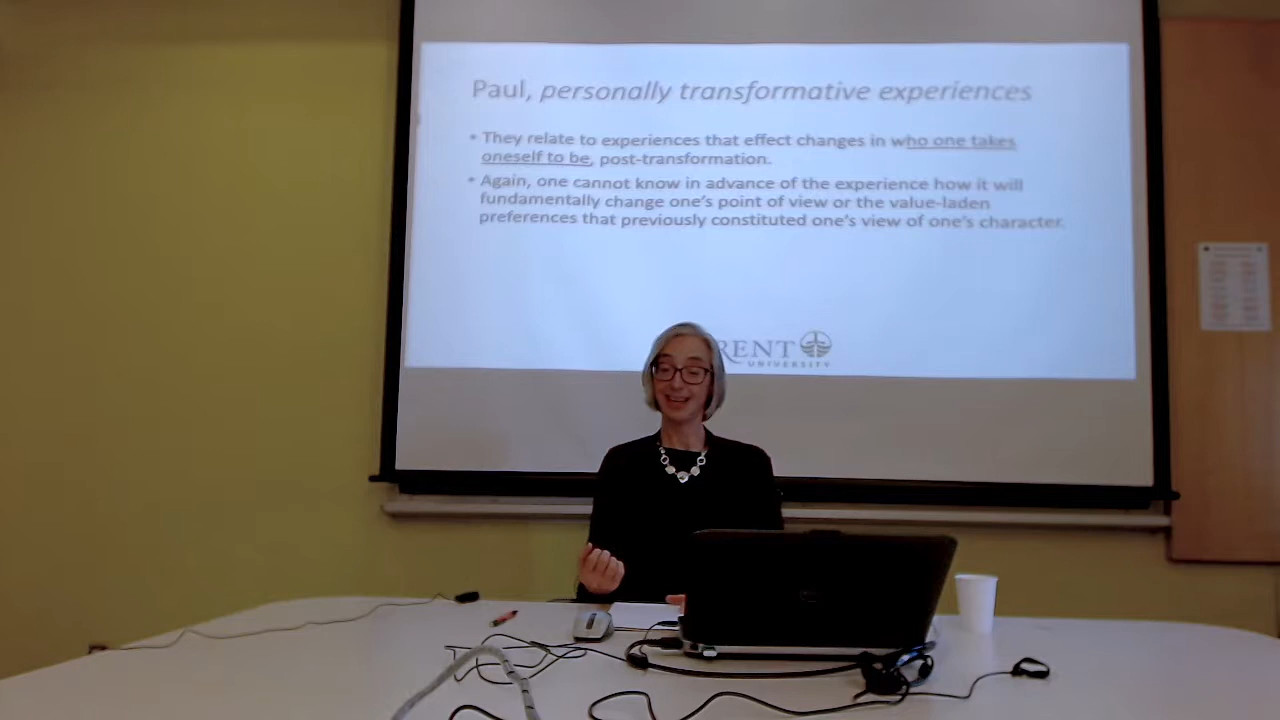 Paul, personally transformative experiences
• They relate to experiences that effect changes in who one takes
oneself to be, post-transformation.
• Again, one cannot know in advance of the experience how it will
fundamentally change one's point of view or the value-laden
preferences that previously constituted one's view of one's character.
RENT
UNIVERSITY